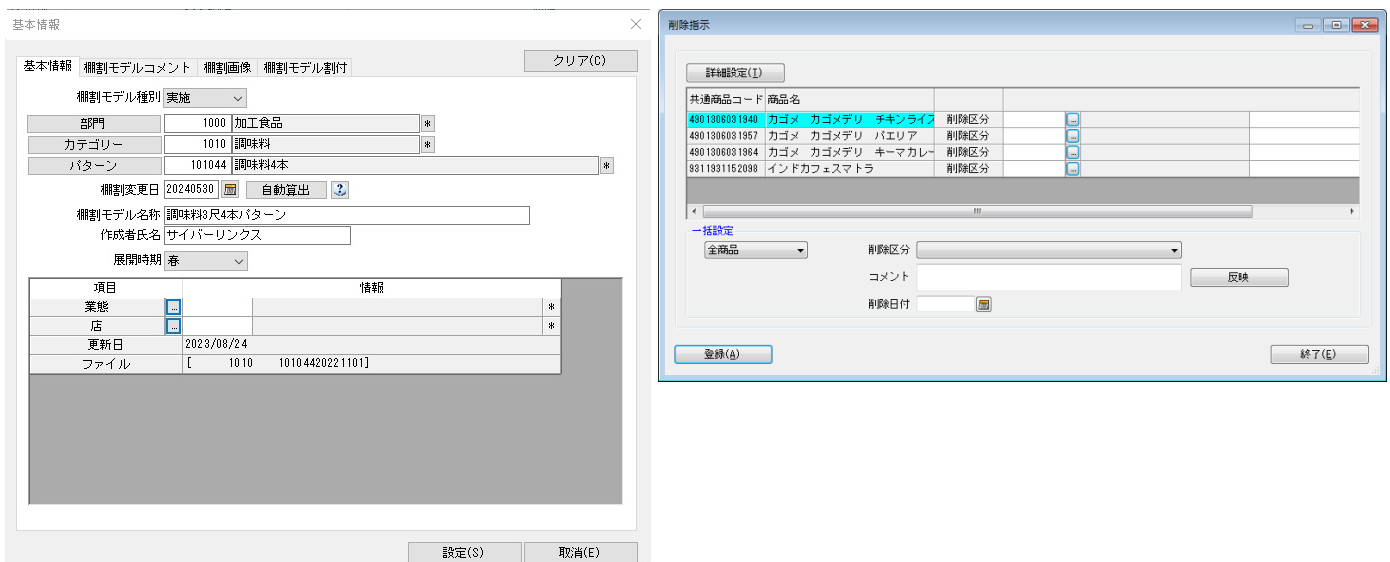 基本情報
基本情報 棚割モデルコメント 棚割画像 棚割モデル割付
クリア(C)
棚割モデル種別 実施
部門 1000 加工食品 *
カテゴリー 1010 調味料 *
パターン 101044 調味料4本 *
棚割変更日 20240530 自動算出 ?
棚割モデル名称 調味料3尺4本パターン
作成者氏名 サイバーリンクス
展開時期 春
項目 情報
業態 ... *
店 ... *
更新日 2023/08/24
ファイル [ 1010 10104420221101]
設定(S) 取消(E)
削除指示
詳細設定(I)
共通商品コード 商品名
4901306031940 カゴメ カゴメデリ チキンライス 削除区分 ...
4901306031957 カゴメ カゴメデリ パエリア 削除区分 ...
4901306031964 カゴメ カゴメデリ キーマカレー 削除区分 ...
9311931152098 インドカフェスマトラ 削除区分 ...
一括設定
全商品 削除区分
コメント 反映
削除日付
登録(A) 終了(E)